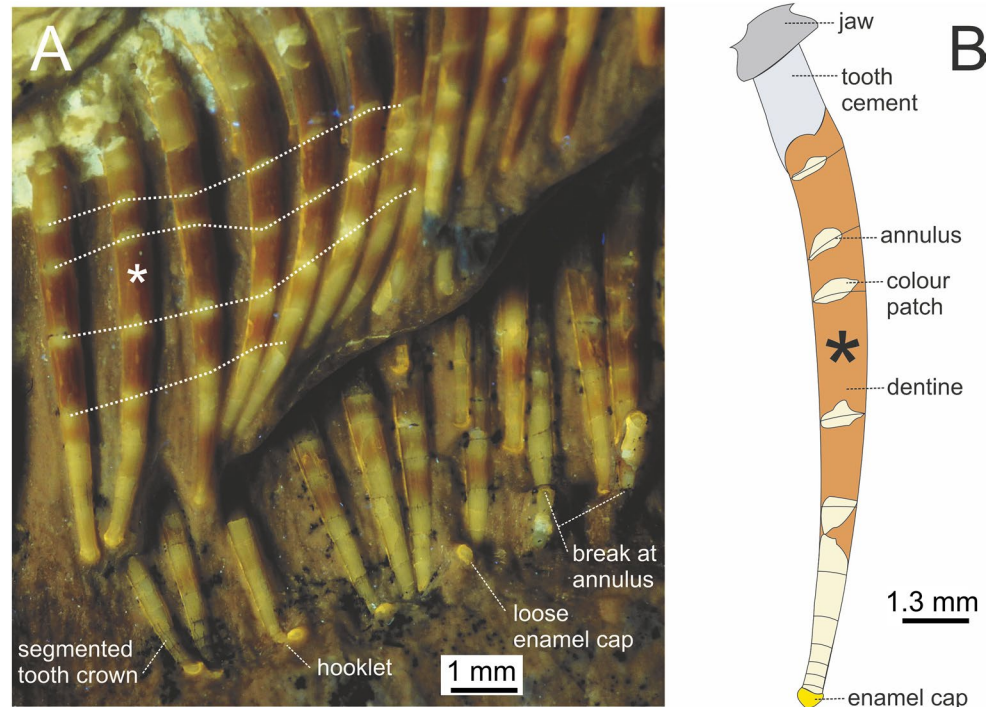 A
*
break at
annulus
loose
enamel cap
segmented
tooth crown
hooklet
1 mm
B
jaw
tooth
cement
annulus
colour
patch
*
dentine
1.3 mm
enamel cap